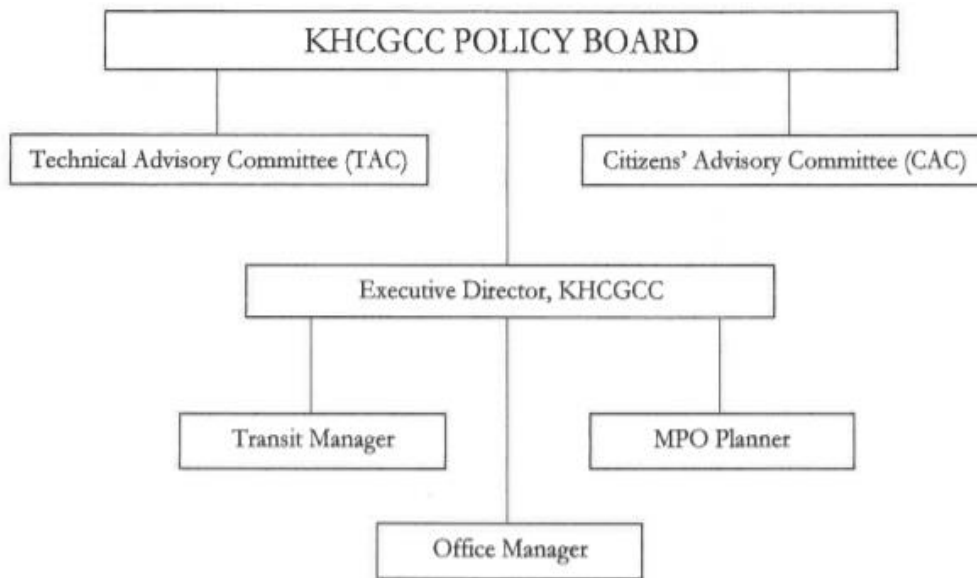 KHCGCC POLICY BOARD
Technical Advisory Committee (TAC)
Citizens' Advisory Committee (CAC)
Executive Director, KHCGCC
Transit Manager
MPO Planner
Office Manager